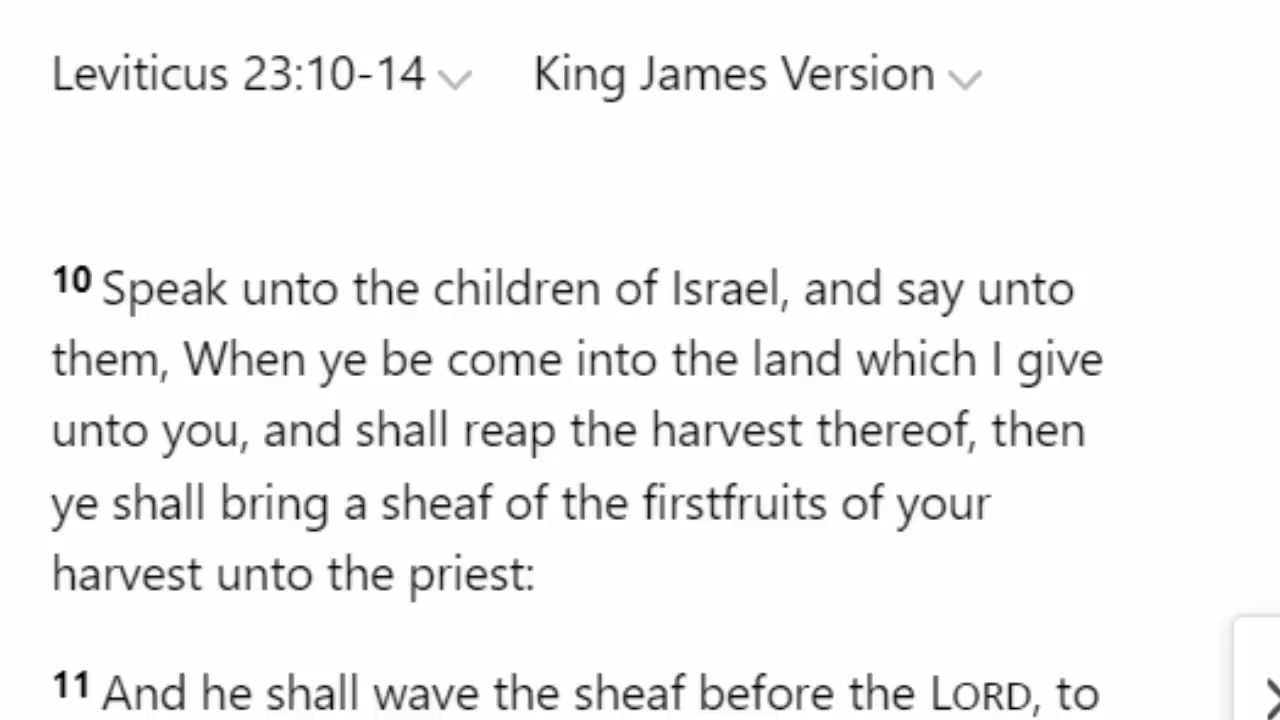 Leviticus 23:10-14 King James Version
10 Speak unto the children of Israel, and say unto
them, When ye be come into the land which I give
unto you, and shall reap the harvest thereof, then
ye shall bring a sheaf of the firstfruits of your
harvest unto the priest:
11 And he shall wave the sheaf before the LORD, to